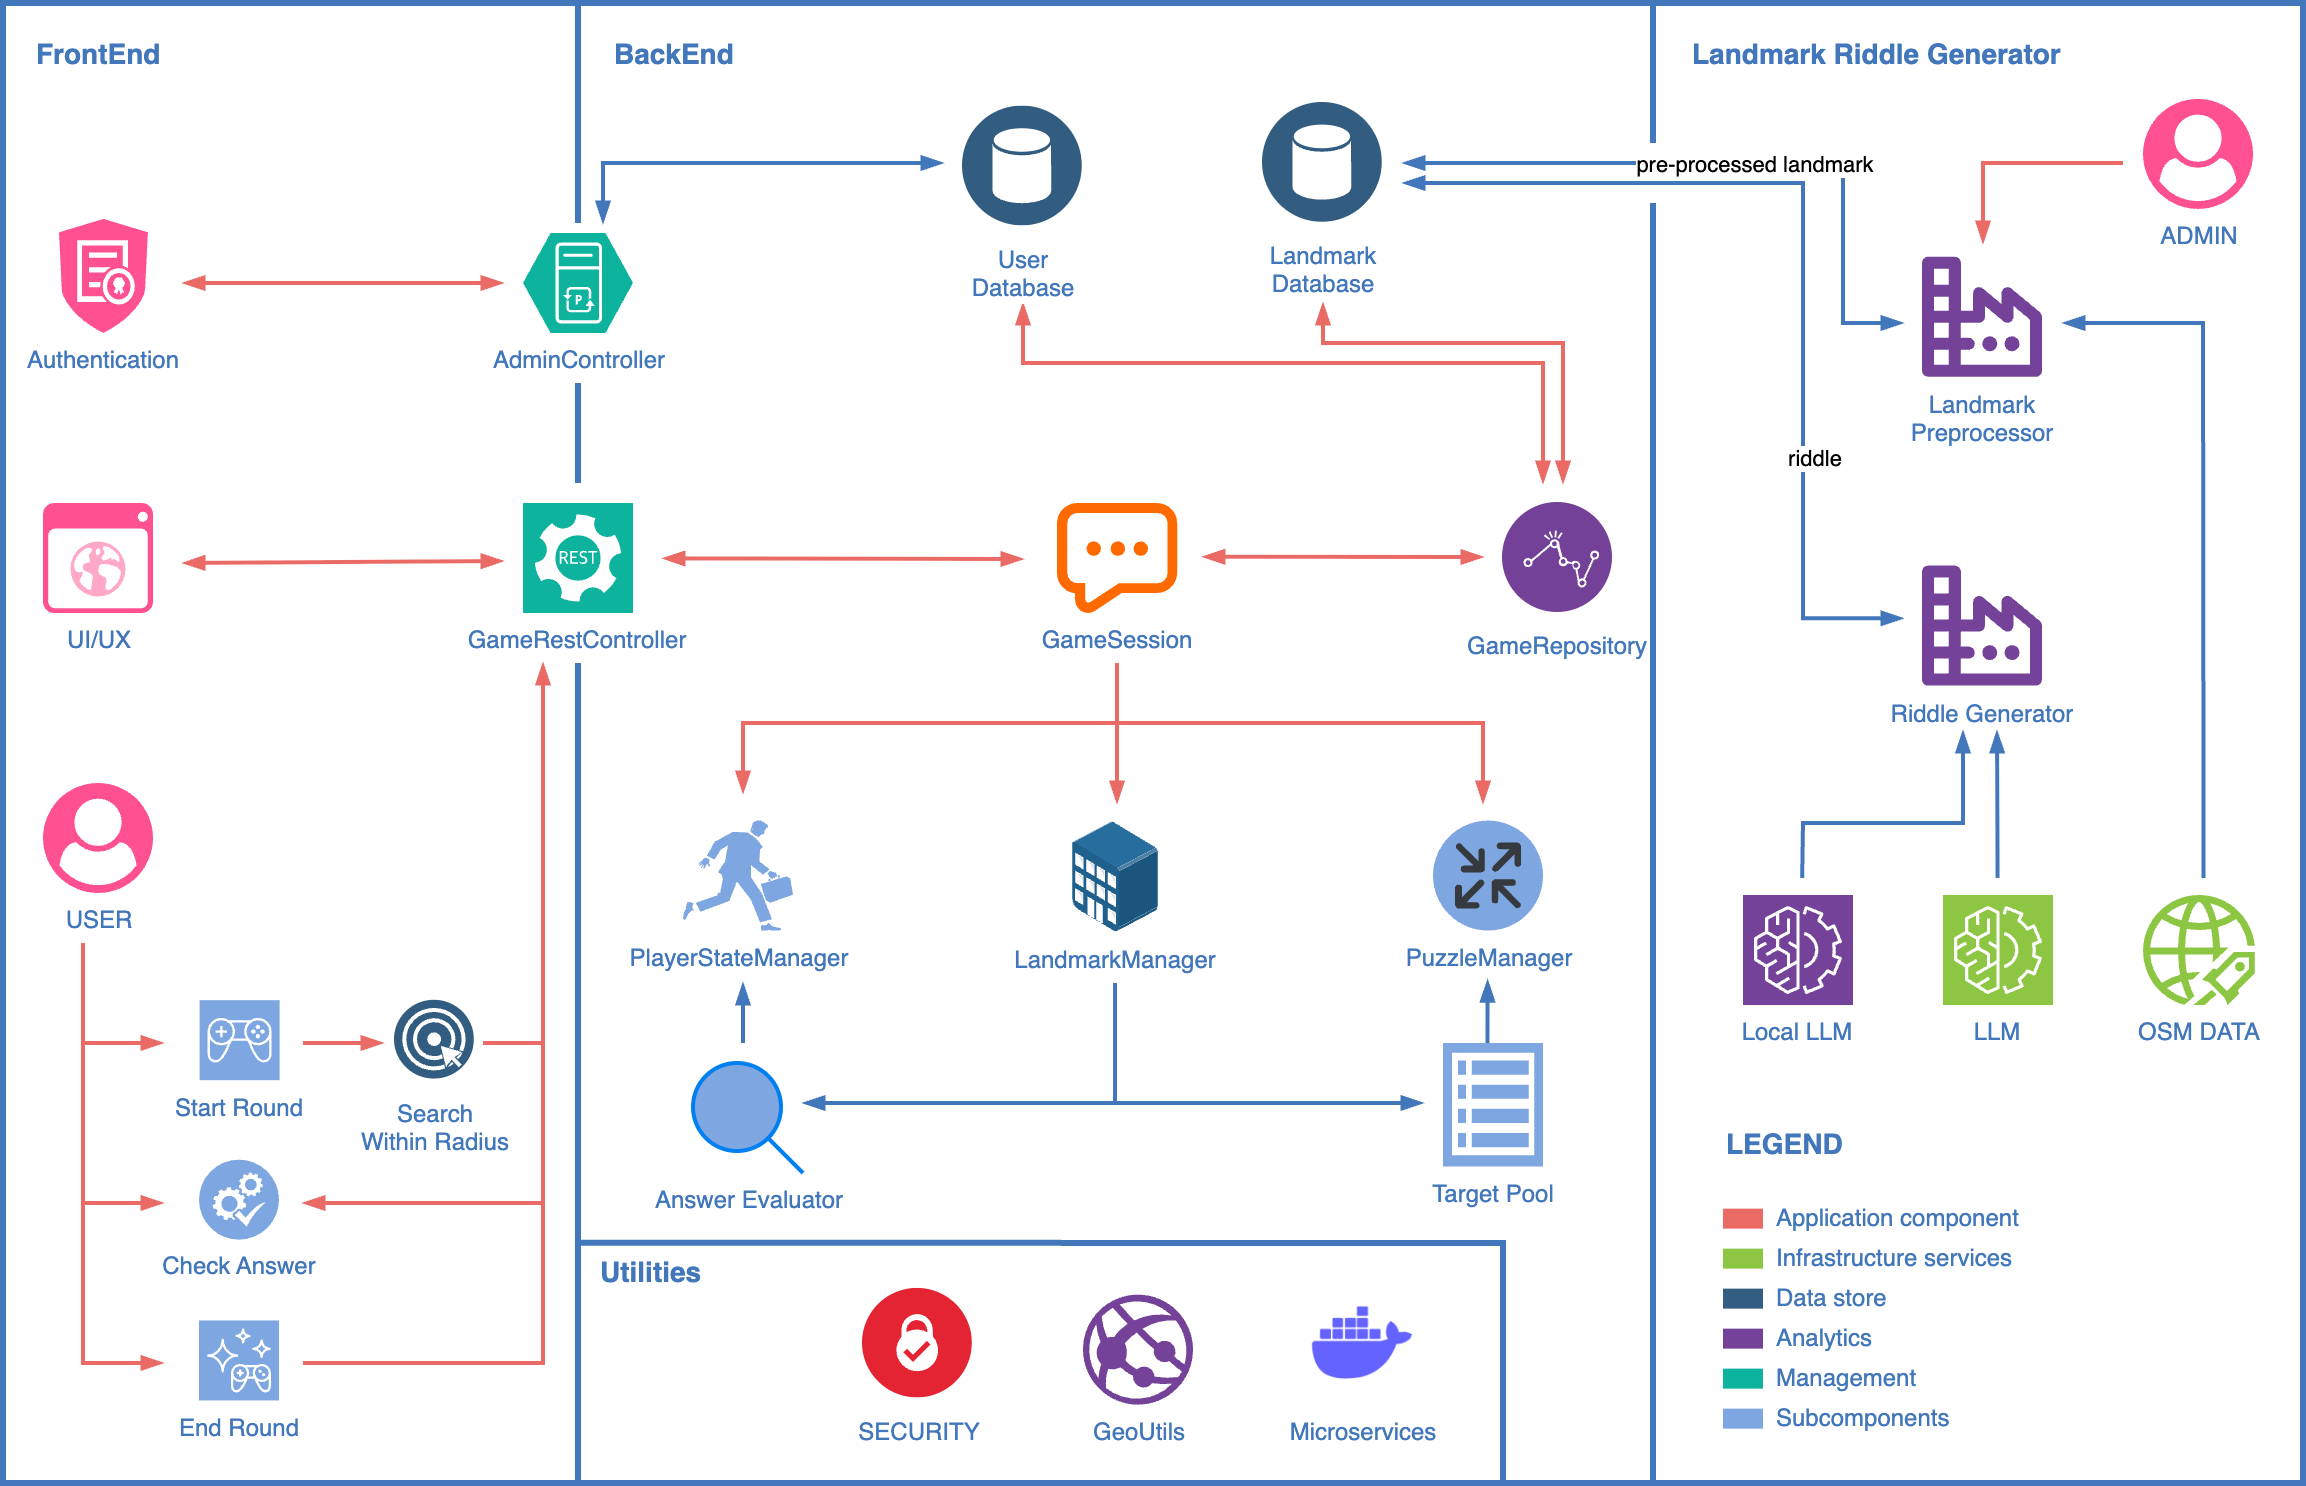 FrontEnd
BackEnd
Landmark Riddle Generator
pre-processed landmark
ADMIN
User
Database
Landmark
Database
Authentication
AdminController
Landmark
Preprocessor
riddle
REST
UI/UX
GameRestController
GameSession
GameRepository
Riddle Generator
USER
PlayerStateManager
LandmarkManager
PuzzleManager
Local LLM
LLM
OSM DATA
Start Round
Search
Within Radius
Check Answer
End Round
Answer Evaluator
Target Pool
Utilities
SECURITY
GeoUtils
Microservices
LEGEND
Application component
Infrastructure services
Data store
Analytics
Management
Subcomponents
P